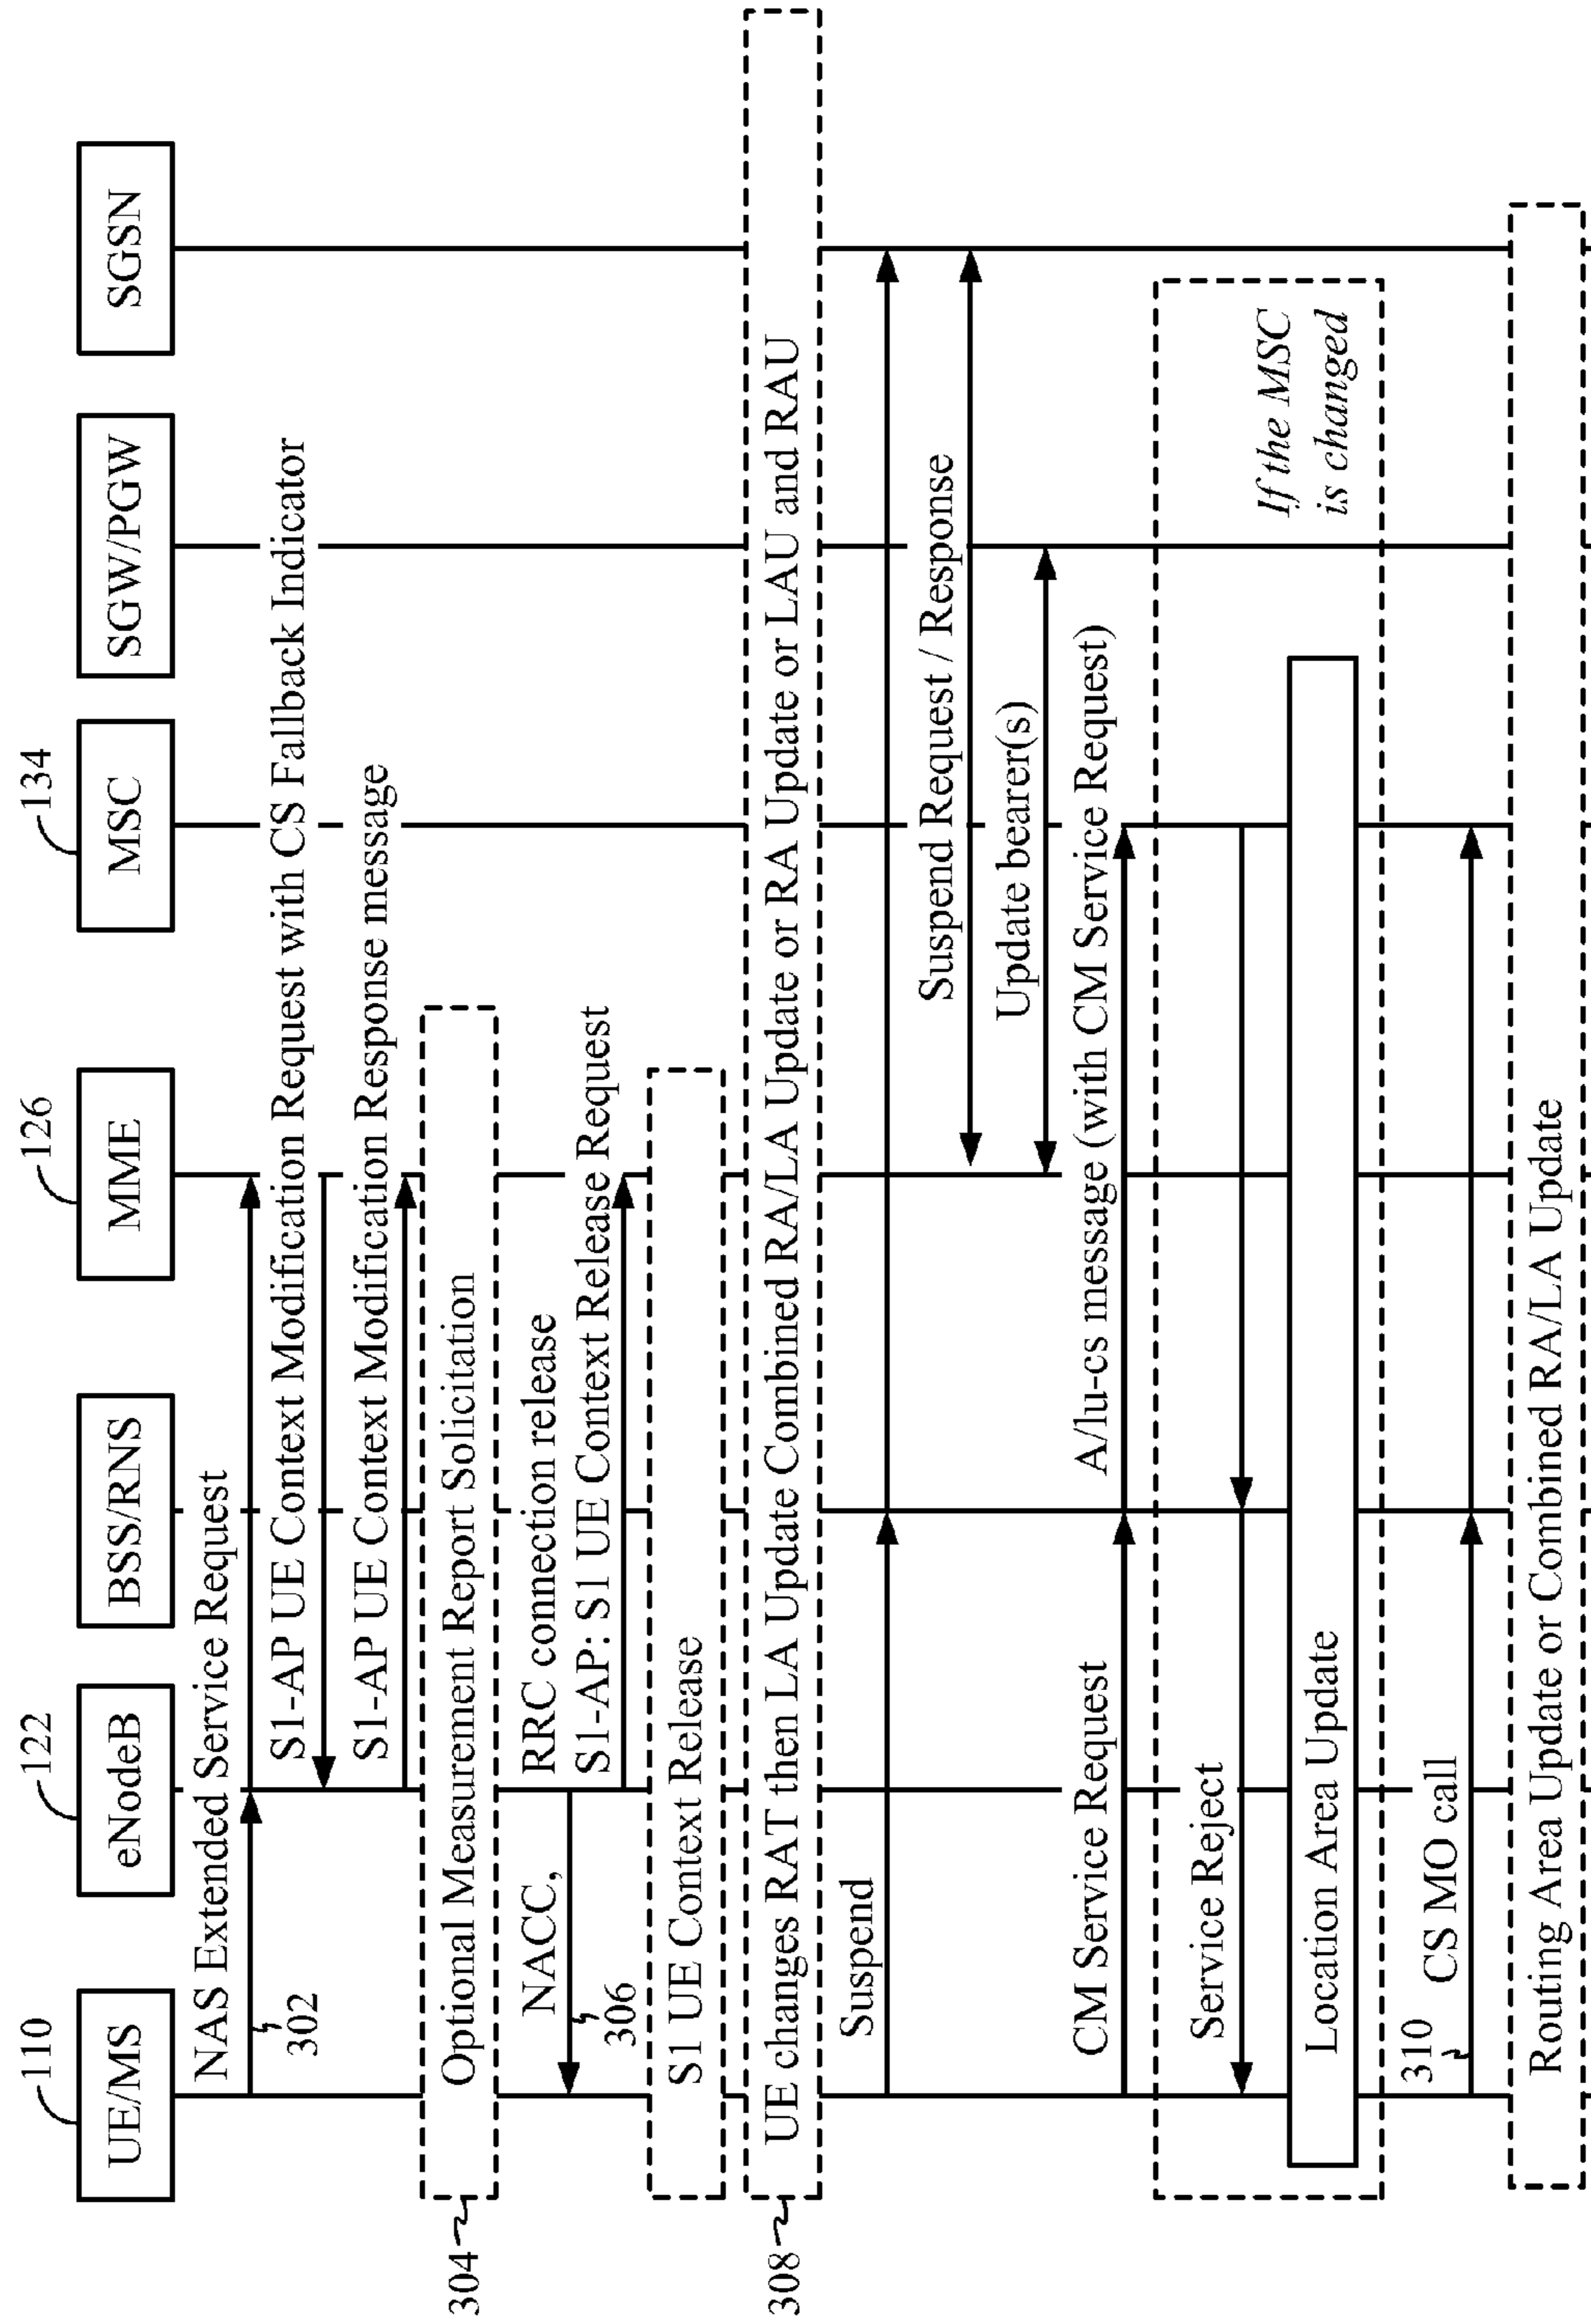 110
122
126
134
UE/MS
eNodeB
BSS/RNS
MME
MSC
SGW/PGW
SGSN
NAS Extended Service Request
302
S1-AP UE Context Modification Request with CS Fallback Indicator
S1-AP UE Context Modification Response message
304
Optional Measurement Report Solicitation
NACC,
RRC connection release
306
S1-AP: S1 UE Context Release Request
S1 UE Context Release
308
UE changes RAT then LA Update Combined RA/LA Update or RA Update or LAU and RAU
Suspend
Suspend Request / Response
Update bearer(s)
CM Service Request
A/lu-cs message (with CM Service Request)
Service Reject
If the MSC
is changed
Location Area Update
310
CS MO call
Routing Area Update or Combined RA/LA Update